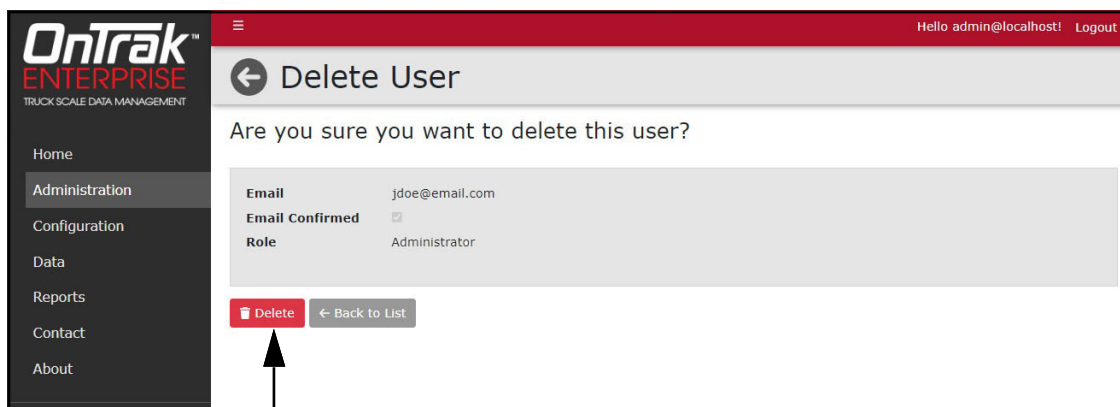 OnTrak™
ENTERPRISE
TRUCK SCALE DATA MANAGEMENT
Home
Administration
Configuration
Data
Reports
Contact
About
Hello admin@localhost! Logout
Delete User
Are you sure you want to delete this user?
Email jdoe@email.com
Email Confirmed
Role Administrator
Delete Back to List